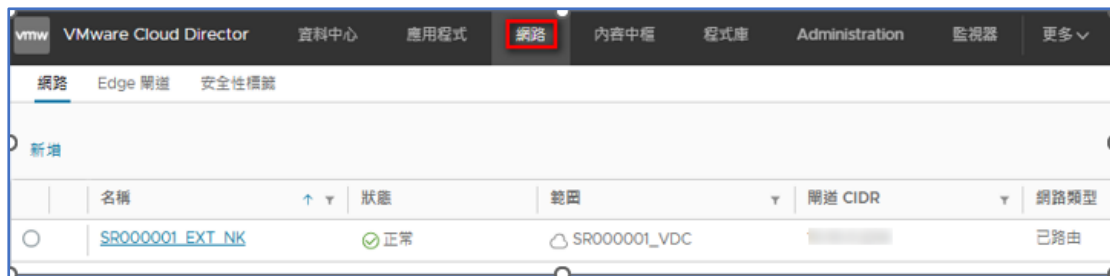 vmw VMware Cloud Director 資料中心 應用程式 網路 內容中樞 程式庫 Administration 監視器 更多
網路 Edge 閘道 安全性標籤
新增
名稱 狀態 範圍 閘道 CIDR 網路類型
SR000001_EXT_NK 正常 SR000001_VDC 已路由